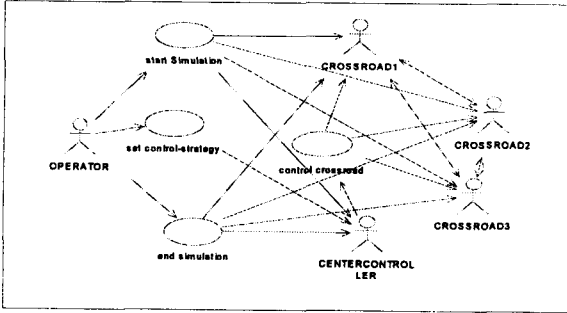 start Simulation
CROSSROAD1
OPERATOR
set control-strategy
control crossroad
CROSSROAD2
CROSSROAD3
end simulation
CENTERCONTROL
LER